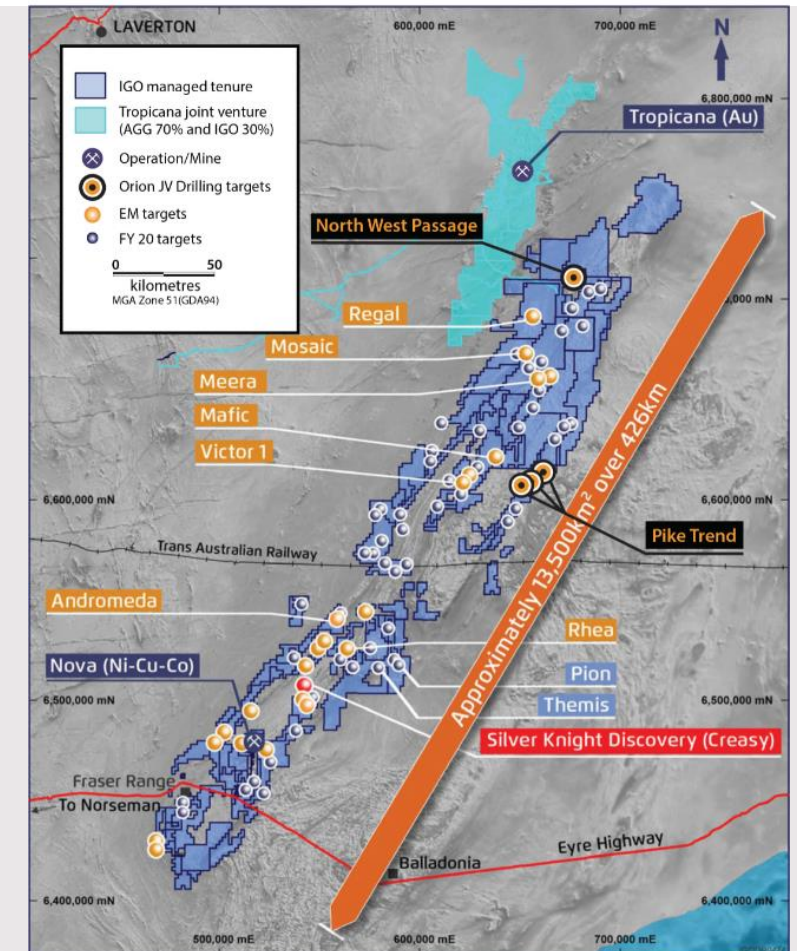 LAVERTON
600,000 mE
700,000 mE
N
IGO managed tenure
Tropicana joint venture
(AGG 70% and IGO 30%)
Operation/Mine
Orion JV Drilling targets
EM targets
FY 20 targets
0 50
kilometres
MGA Zone 51(GDA94)
6,800,000 mN
Tropicana (Au)
North West Passage
,000 mN
Regal
Mosaic
Meera
Mafic
Victor 1
6,600,000 mN
6,600,000 mN
Approximately 13,500km² over 426km
Pike Trend
Trans Australian Railway
Andromeda
Rhea
Nova (Ni-Cu-Co)
Pion
Themis
6,500,000 mN
6,500,000 mN
Silver Knight Discovery (Creasy)
Fraser Range
To Norseman
Eyre Highway
Balladonia
6,400,000 mN
6,400,000 mN
500,000 mE
600,000 mE
700,000 mE